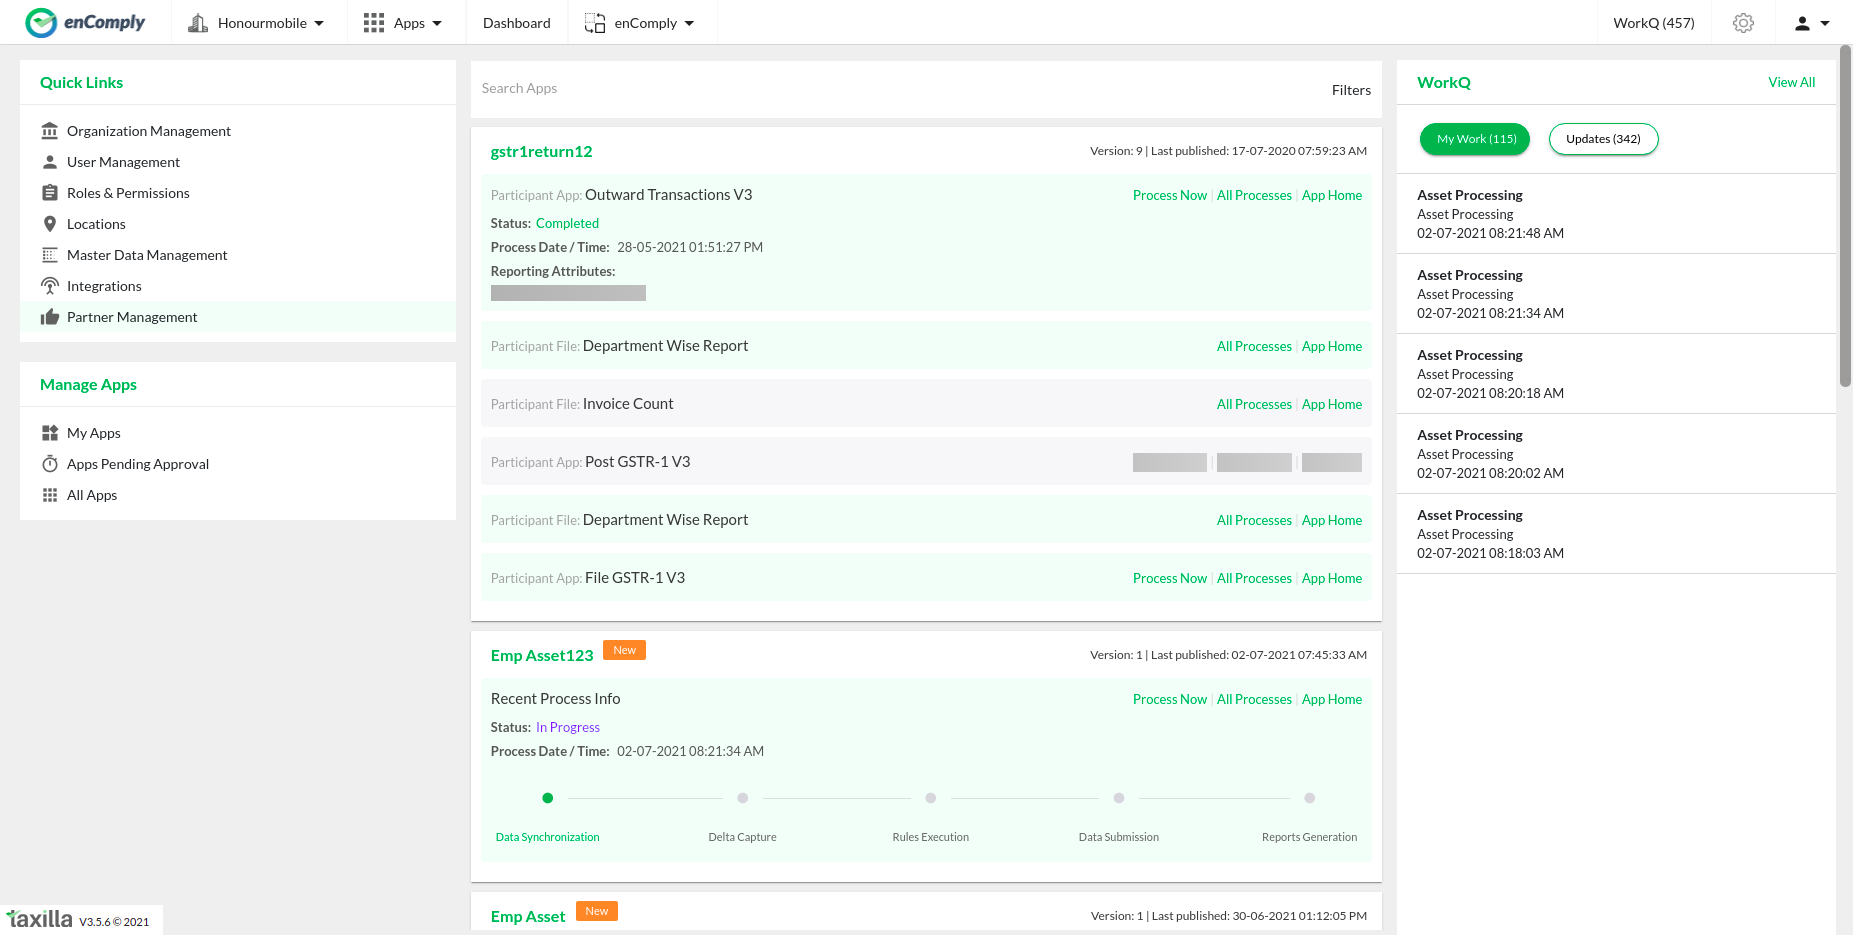 enComply
Honourmobile
Apps
Dashboard
enComply
WorkQ (457)
Quick Links
Organization Management
User Management
Roles & Permissions
Locations
Master Data Management
Integrations
Partner Management
Manage Apps
My Apps
Apps Pending Approval
All Apps
taxilla V3.5.6 © 2021
Search Apps
Filters
gstr1return12
Version: 9 | Last published: 17-07-2020 07:59:23 AM
Participant App: Outward Transactions V3
Process Now | All Processes | App Home
Status: Completed
Process Date / Time: 28-05-2021 01:51:27 PM
Reporting Attributes:
Participant File: Department Wise Report
All Processes | App Home
Participant File: Invoice Count
All Processes | App Home
Participant App: Post GSTR-1 V3
Participant File: Department Wise Report
All Processes | App Home
Participant App: File GSTR-1 V3
Process Now | All Processes | App Home
Emp Asset123 New
Version: 1 | Last published: 02-07-2021 07:45:33 AM
Recent Process Info
Process Now | All Processes | App Home
Status: In Progress
Process Date / Time: 02-07-2021 08:21:34 AM
Data Synchronization
Delta Capture
Rules Execution
Data Submission
Reports Generation
Emp Asset New
Version: 1 | Last published: 30-06-2021 01:12:05 PM
WorkQ
View All
My Work (115)
Updates (342)
Asset Processing
Asset Processing
02-07-2021 08:21:48 AM
Asset Processing
Asset Processing
02-07-2021 08:21:34 AM
Asset Processing
Asset Processing
02-07-2021 08:20:18 AM
Asset Processing
Asset Processing
02-07-2021 08:20:02 AM
Asset Processing
Asset Processing
02-07-2021 08:18:03 AM